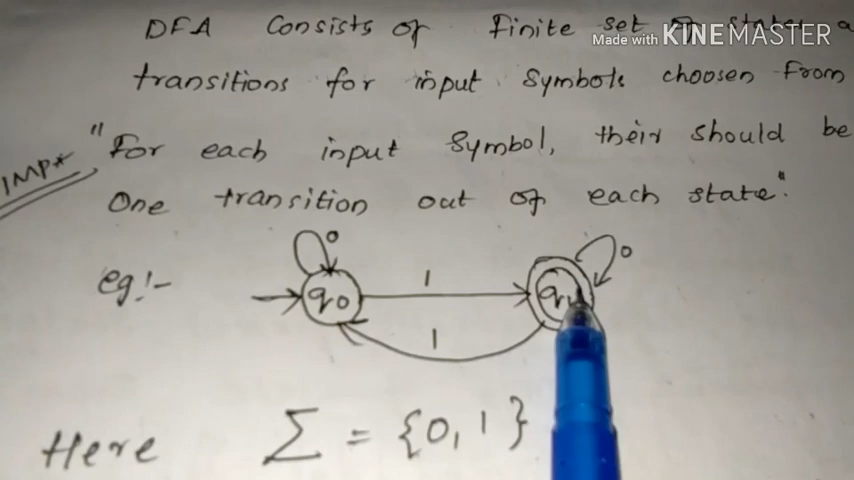 DFA Consists of Finite set of states a
Made with KINEMASTER
transitions for input Symbols choosen from
IMP* "For each input Symbol, their should be
One transition out of each state".
eg:-
0
0
1
q0
1
Here Σ = {0, 1}